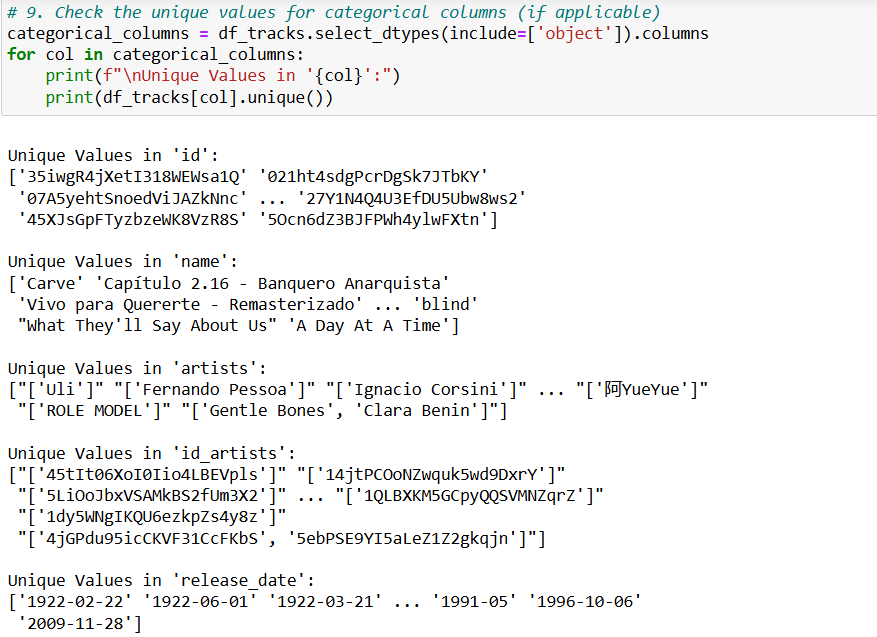 # 9. Check the unique values for categorical columns (if applicable)
categorical_columns = df_tracks.select_dtypes(include=['object']).columns
for col in categorical_columns:
    print(f"\nUnique Values in '{col}':")
    print(df_tracks[col].unique())
Unique Values in 'id':
['35iwgR4jXetI318WEWsa1Q' '021ht4sdgPcrDgSk7JTbKY'
 '07A5yehtSnoedViJAZkNnc' ... '27Y1N4Q4U3EfDU5Ubw8ws2'
 '45XJsGpFTyzbzeWK8VzR8S' '5Ocn6dZ3BJFPWh4ylwFXtn']
Unique Values in 'name':
['Carve' 'Capítulo 2.16 - Banquero Anarquista'
 'Vivo para Quererte - Remasterizado' ... 'blind'
 "What They'll Say About Us" 'A Day At A Time']
Unique Values in 'artists':
["['Uli']" "['Fernando Pessoa']" "['Ignacio Corsini']" ... "['阿YueYue']"
 "['ROLE MODEL']" "['Gentle Bones', 'Clara Benin']"]
Unique Values in 'id_artists':
["['45tIt06XoI0Iio4LBEVpls']" "['14jtPCOoNZwquk5wd9DxrY']"
 "['5LiOoJbxVSAMkBS2fUm3X2']" ... "['1QLBXKM5GCpyQQSVMNZqrZ']"
 "['1dy5WNgIKQU6ezkpZs4y8z']"
 "['4jGPdu95icCKVF31CcFKbS', '5ebPSE9YI5aLeZ1Z2gkqjn']"]
Unique Values in 'release_date':
['1922-02-22' '1922-06-01' '1922-03-21' ... '1991-05' '1996-10-06'
 '2009-11-28']